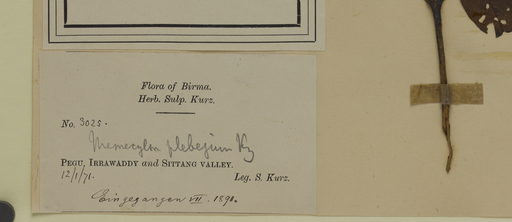 Flora of Birma.
Herb. Sulp. Kurz.
No. 3025.
Memecylon plebejum Kz
PEGU, IRRAWADDY and SITTANG VALLEY.
12/1/71. Leg. S. Kurz.
Eingegangen VII. 1890.